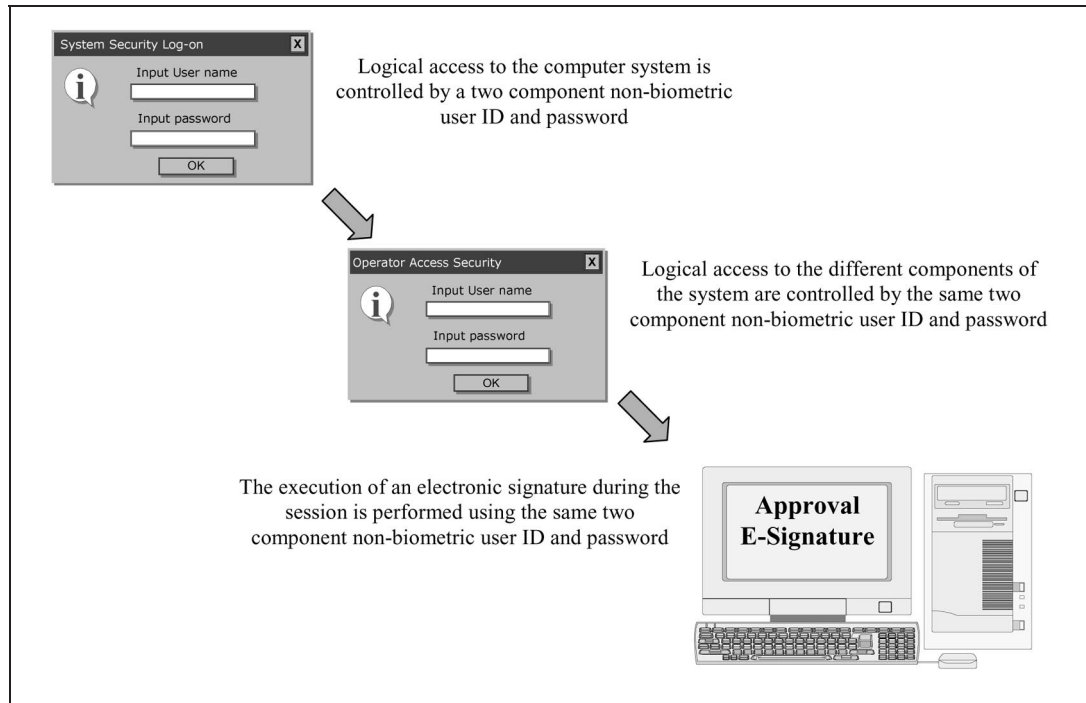 System Security Log-on X
Input User name
i
Input password
OK
Logical access to the computer system is
controlled by a two component non-biometric
user ID and password
Operator Access Security X
Input User name
i
Input password
OK
Logical access to the different components of
the system are controlled by the same two
component non-biometric user ID and password
The execution of an electronic signature during the
session is performed using the same two
component non-biometric user ID and password
Approval
E-Signature